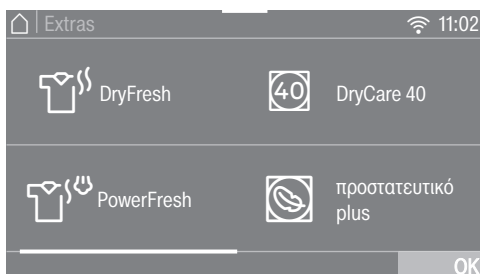 Extras
11:02
DryFresh
40
DryCare 40
PowerFresh
προστατευτικό
plus
OK